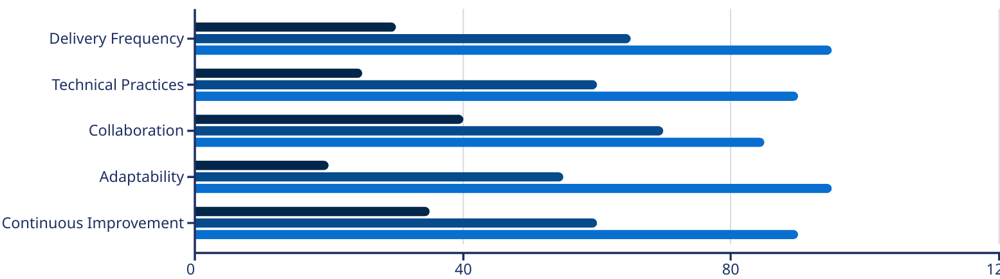 Delivery Frequency
Technical Practices
Collaboration
Adaptability
Continuous Improvement
0 40 80